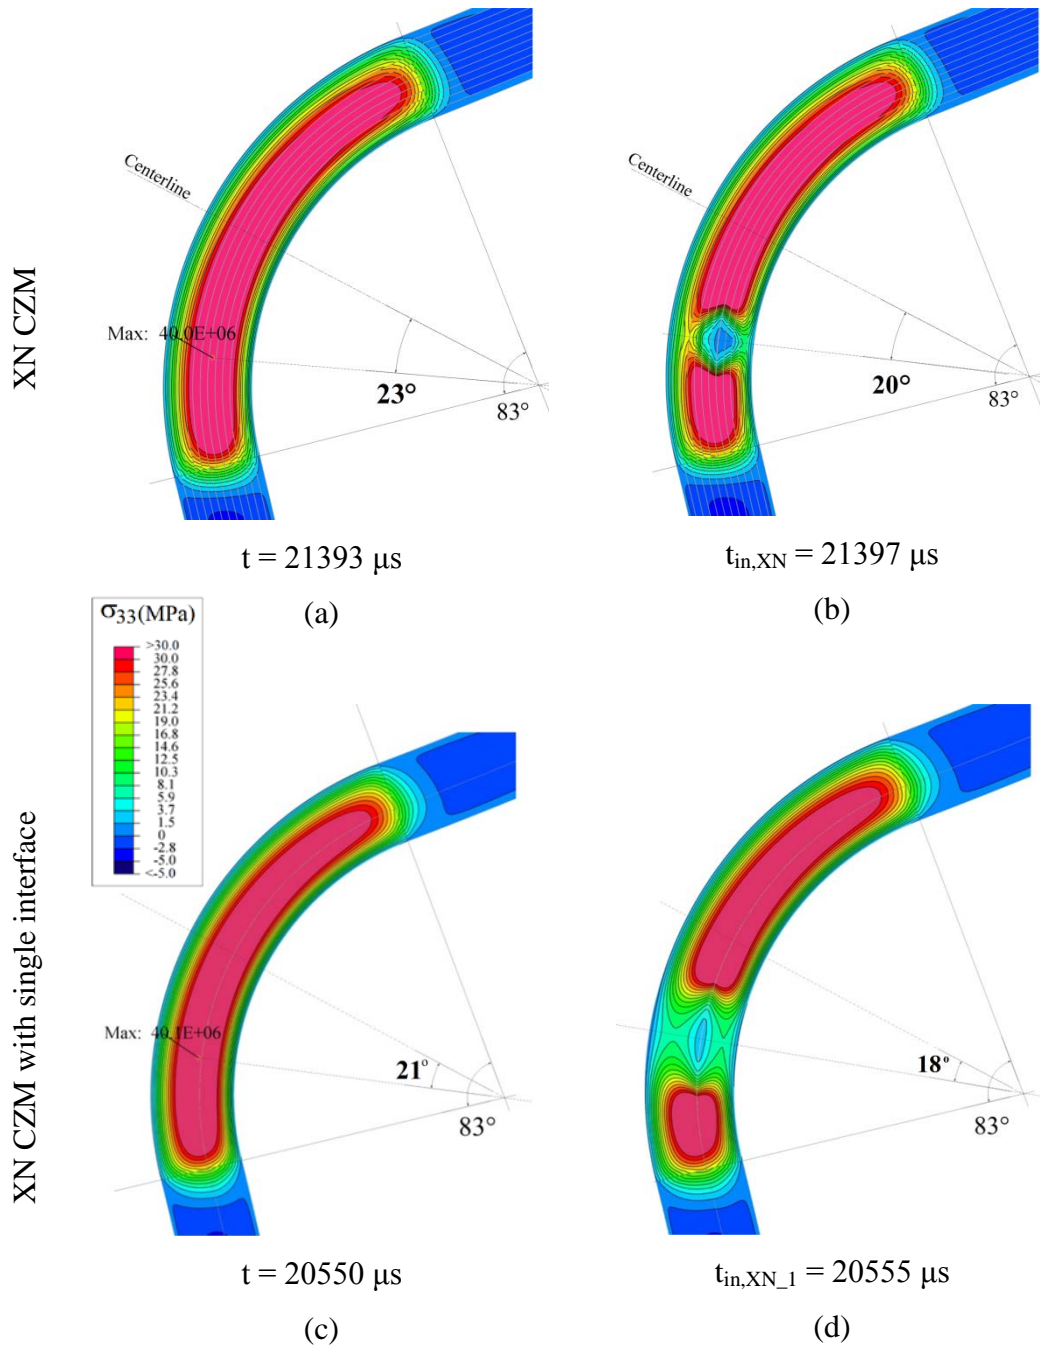 XN CZM
Centerline
Max: 40.0E+06
23°
83°
t = 21393 μs
(a)
Centerline
20°
83°
t_in,XN = 21397 μs
(b)
σ33(MPa)
>30.0
30.0
27.8
25.6
23.4
21.2
19.0
16.8
14.6
12.5
10.3
8.1
5.9
3.7
1.5
0
-2.8
-5.0
<-5.0
XN CZM with single interface
Max: 40.1E+06
21°
83°
t = 20550 μs
(c)
18°
83°
t_in,XN_1 = 20555 μs
(d)